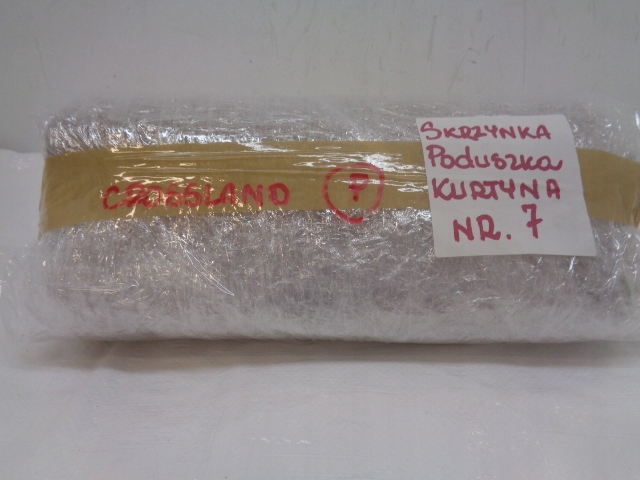 CROSSLAND P
SKRZYNKA
PODUSZKA
KURTYNA
NR. 7